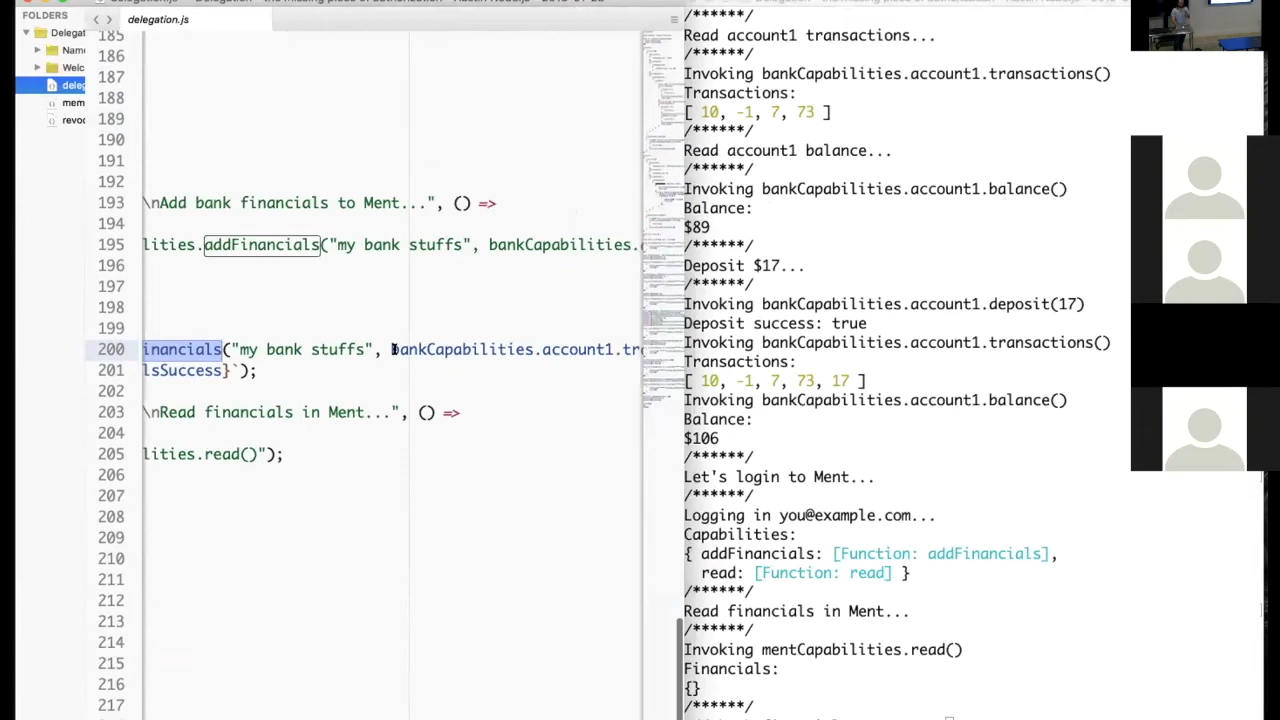 FOLDERS
Delegat
Nam
Welc
deleg
mem
revoc
delegation.js
187
188
189
190
191
192
193 \nAdd bank financials to Ment...", () =>
194
195 lities.addFinancials("my bank stuffs", bankCapabilities.
196
197
198
199
200 inancials("my bank stuffs", bankCapabilities.account1.tr
201 lsSuccess}`);
202
203 \nRead financials in Ment...", () =>
204
205 lities.read()");
206
207
208
209
210
211
212
213
214
215
216
217
/******/
Read account1 transactions...
/******/
Invoking bankCapabilities.account1.transactions()
Transactions:
[ 10, -1, 7, 73 ]
/******/
Read account1 balance...
/******/
Invoking bankCapabilities.account1.balance()
Balance:
$89
/******/
Deposit $17...
/******/
Invoking bankCapabilities.account1.deposit(17)
Deposit success: true
Invoking bankCapabilities.account1.transactions()
Transactions:
[ 10, -1, 7, 73, 17 ]
Invoking bankCapabilities.account1.balance()
Balance:
$106
/******/
Let's login to Ment...
/******/
Logging in you@example.com...
Capabilities:
{ addFinancials: [Function: addFinancials],
read: [Function: read] }
/******/
Read financials in Ment...
/******/
Invoking mentCapabilities.read()
Financials:
{}
/******/